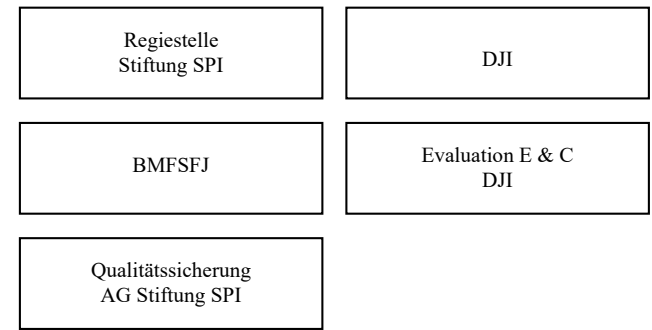 Regiestelle
Stiftung SPI
DJI
BMFSFJ
Evaluation E & C
DJI
Qualitätssicherung
AG Stiftung SPI